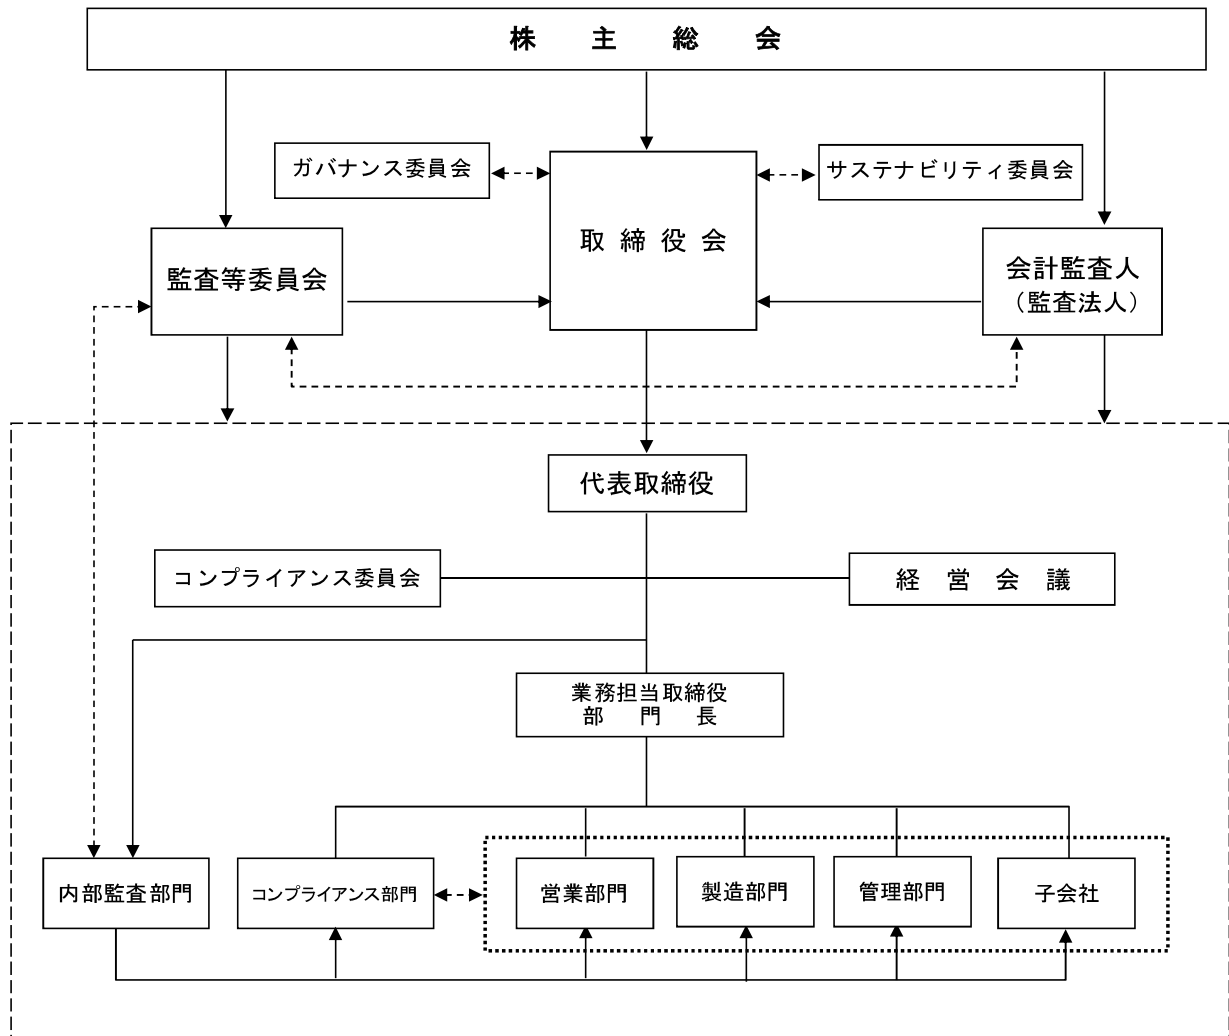 株主総会
ガバナンス委員会
サステナビリティ委員会
取締役会
監査等委員会
会計監査人
（監査法人）
代表取締役
コンプライアンス委員会
経営会議
業務担当取締役
部門長
内部監査部門
コンプライアンス部門
営業部門
製造部門
管理部門
子会社